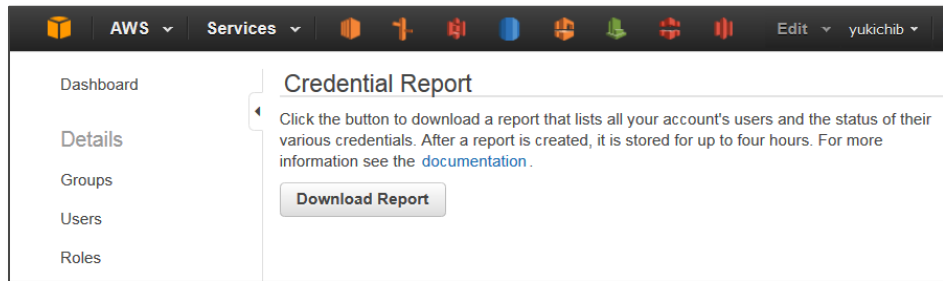 AWS Services Edit yukichib
Dashboard
Credential Report
Click the button to download a report that lists all your account's users and the status of their
various credentials. After a report is created, it is stored for up to four hours. For more
information see the documentation.
Download Report
Details
Groups
Users
Roles